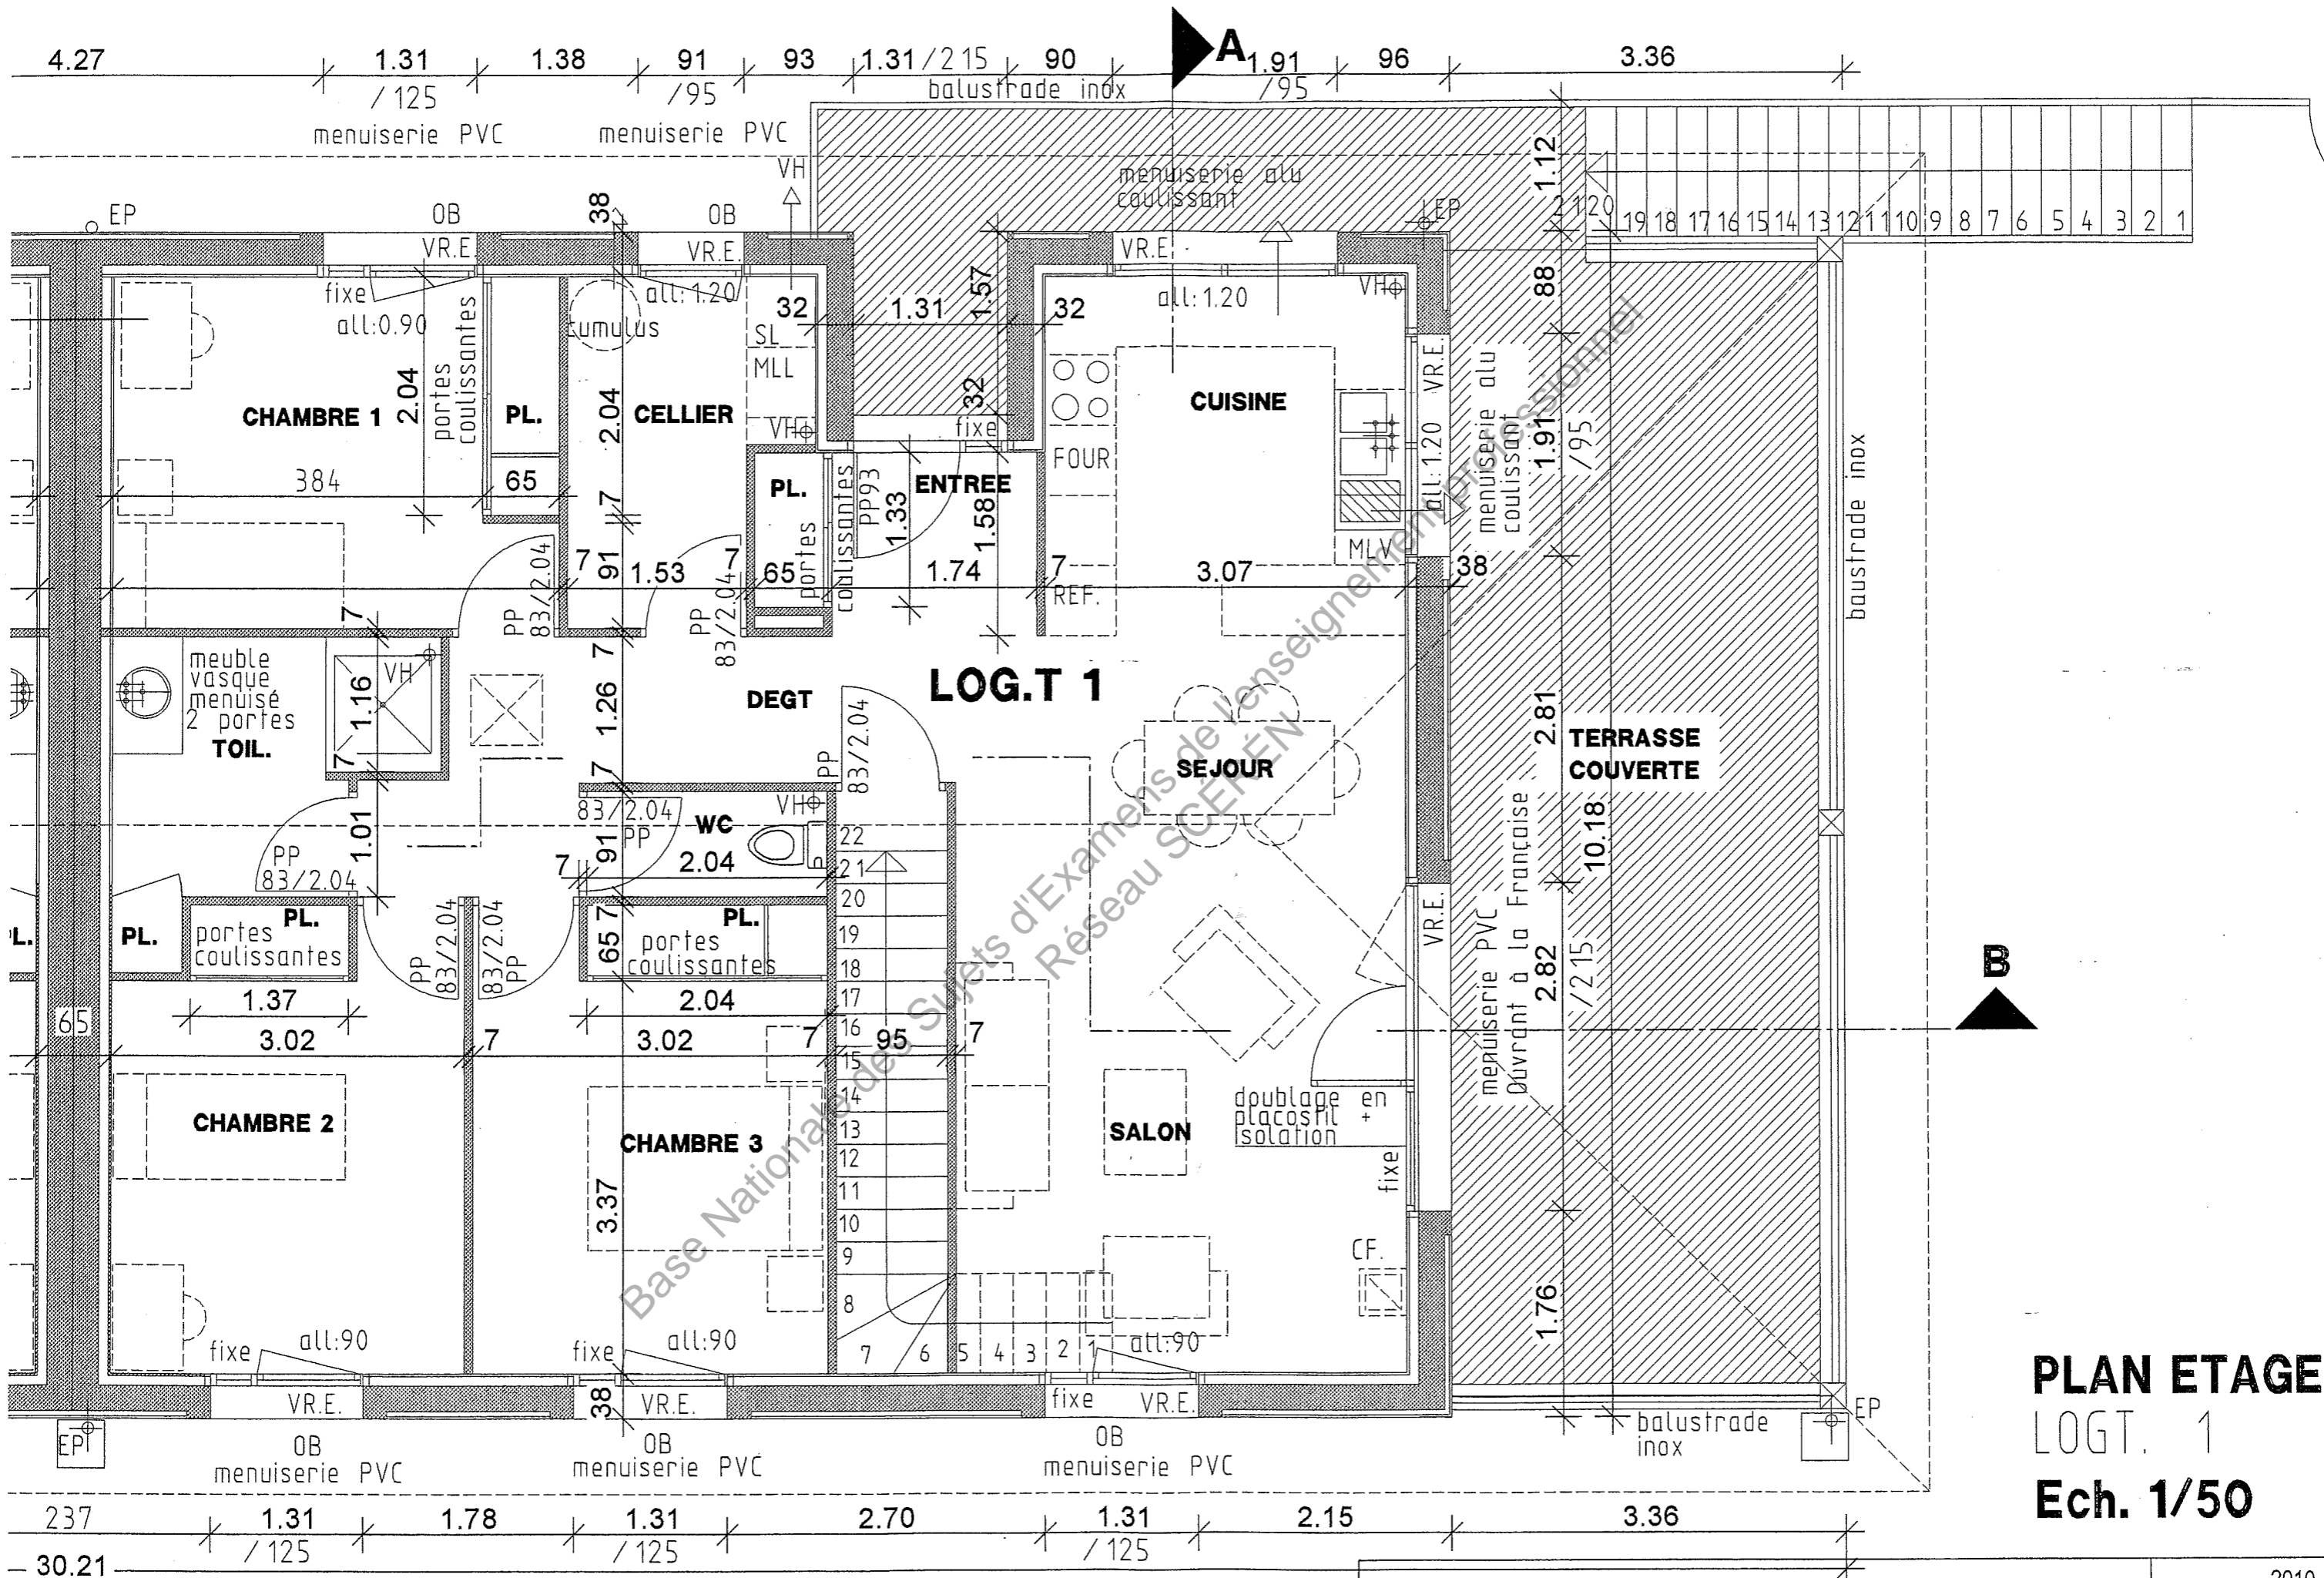 4.27 1.31 1.38 91 93 1.31 /215 90 A 1.91 96 3.36
/125 /95 balustrade inox /95
menuiserie PVC menuiserie PVC
1.12
VH menuiserie alu
coulissant
EP OB 38 OB EP
2120 19 18 17 16 15 14 13 12 11 10 9 8 7 6 5 4 3 2 1
VR.E. VR.E. VR.E.
fixe all:1.20 1.57 all:1.20 VH 88
all:0.90 cumulus SL 32 1.31 32
MLL
2.04 portes coulissantes 2.04 VR.E. menuiserie alu coulissant
CHAMBRE 1 PL. CELLIER 32 CUISINE
VH fixe 1.91 /95
FOUR all:1.20
384 65 7 PL. ENTREE
portes coulissantes PP93 1.33 1.58
baustrade inox
MLV
PP 83/2.04 7 91 1.53 7 65 1.74 7 3.07 38
REF.
7 PP 83/2.04
7
meuble
vasque
menuisé
2 portes
VH
1.16 1.26 DEGT LOG.T 1
2.81
TOIL. TERRASSE
COUVERTE
SEJOUR
7 7 PP 83/2.04
83/2.04
PP
VH
WC
1.01 91 10.18
22
PP
83/2.04
7 2.04 21
20
PL. PL. PL. PL. VR.E.
portes
coulissantes
PP 83/2.04 83/2.04 PP
65 7
portes
coulissantes
19
18
menuiserie PVC
Ouvrant à la Française
2.82 /215
B
1.37 2.04 17
65 16
3.02 7 3.02 7 95 7
15
14
doublage en
placostil +
isolation
CHAMBRE 2 CHAMBRE 3 13 SALON
12
fixe
11
3.37 10
9 CF.
8 1.76
fixe all:90 fixe all:90 7 6 5 4 3 2 1 all:90
VR.E. 38 VR.E. fixe VR.E.
EP OB OB OB balustrade
inox EP
menuiserie PVC menuiserie PVC menuiserie PVC
237 1.31 1.78 1.31 2.70 1.31 2.15 3.36
/125 /125 /125
30.21
PLAN ETAGE
LOGT. 1
Ech. 1/50
2010
Base Nationale des Sujets d'Examens de l'enseignement professionnel
Réseau SCÉRÉN